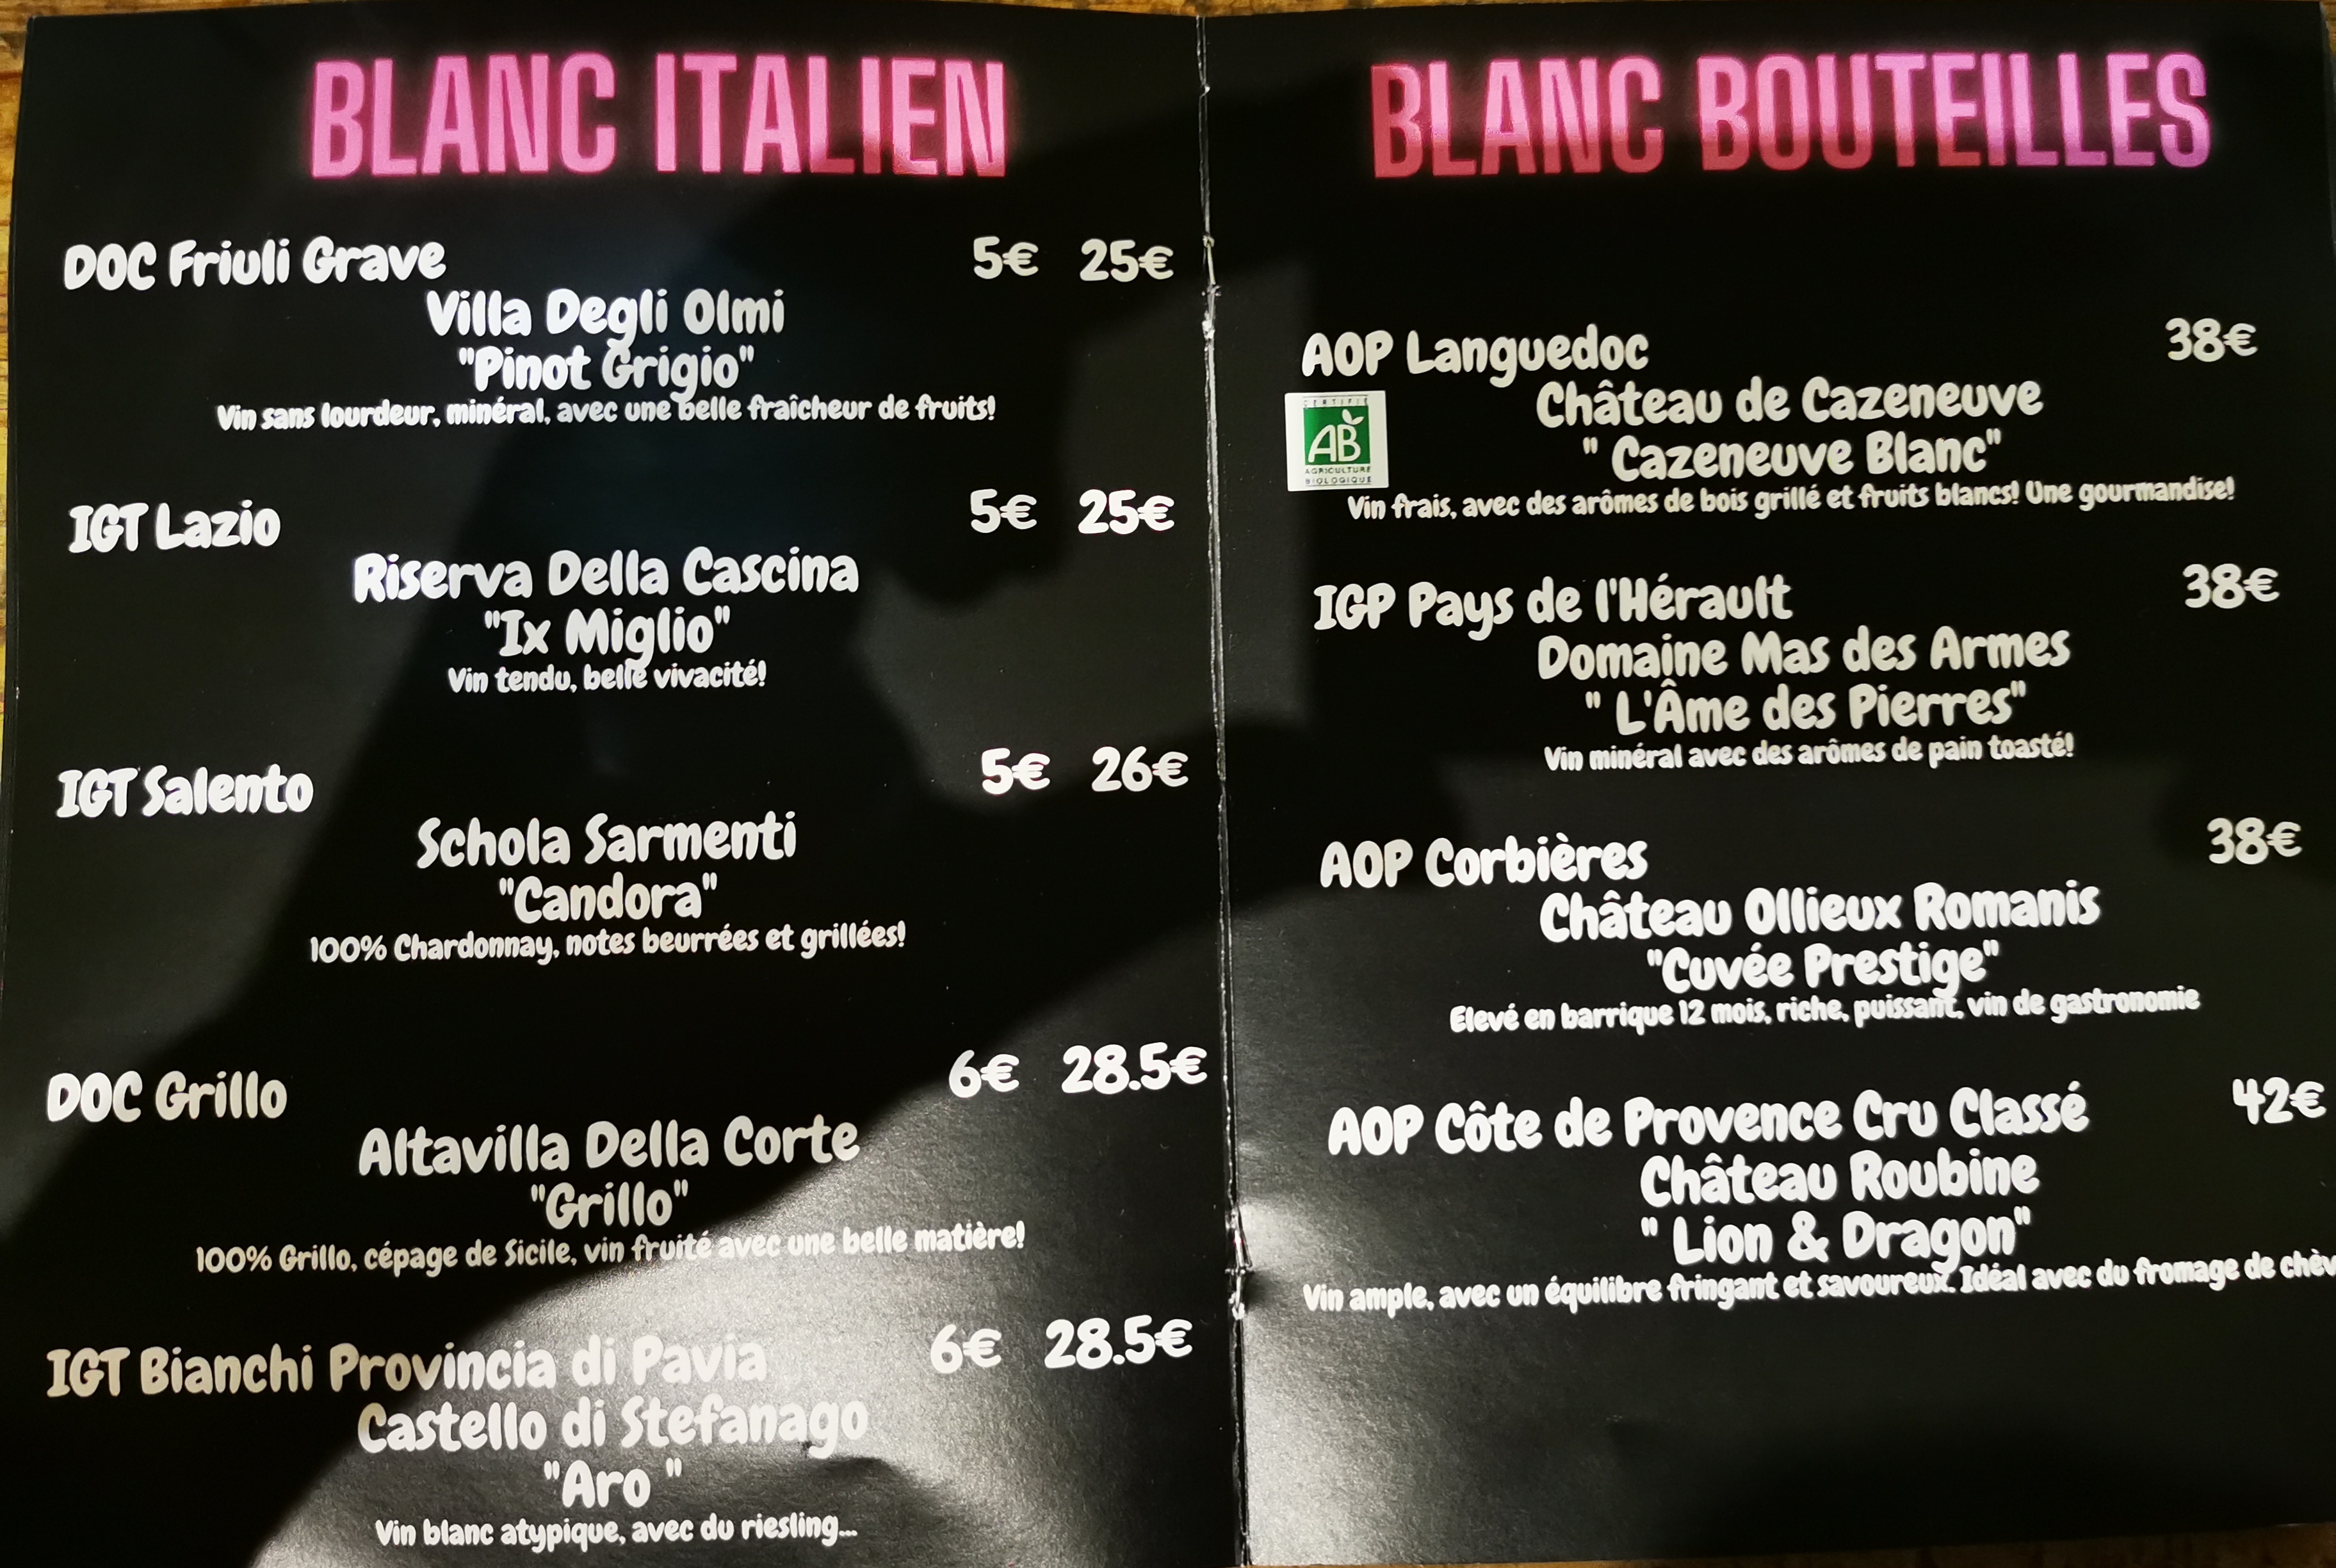 BLANC ITALIEN
DOC Friuli Grave 5€ 25€
Villa Degli Olmi
"Pinot Grigio"
Vin sans lourdeur, minéral, avec une belle fraîcheur de fruits!
IGT Lazio 5€ 25€
Riserva Della Cascina
"Ix Miglio"
Vin tendu, belle vivacité!
IGT Salento 5€ 26€
Schola Sarmenti
"Candora"
100% Chardonnay, notes beurrées et grillées!
DOC Grillo 6€ 28.5€
Altavilla Della Corte
"Grillo"
100% Grillo, cépage de Sicile, vin fruité avec une belle matière!
IGT Bianchi Provincia di Pavia 6€ 28.5€
Castello di Stefanago
"Aro "
Vin blanc atypique, avec du riesling...
BLANC BOUTEILLES
AOP Languedoc 38€
Château de Cazeneuve
" Cazeneuve Blanc"
CERTIFIÉ
AB
AGRICULTURE
BIOLOGIQUE
Vin frais, avec des arômes de bois grillé et fruits blancs! Une gourmandise!
IGP Pays de l'Hérault 38€
Domaine Mas des Armes
" L'Âme des Pierres"
Vin minéral avec des arômes de pain toasté!
AOP Corbières 38€
Château Ollieux Romanis
"Cuvée Prestige"
Elevé en barrique 12 mois, riche, puissant, vin de gastronomie
AOP Côte de Provence Cru Classé 42€
Château Roubine
" Lion & Dragon"
Vin ample, avec un équilibre fringant et savoureux. Idéal avec du fromage de chèv